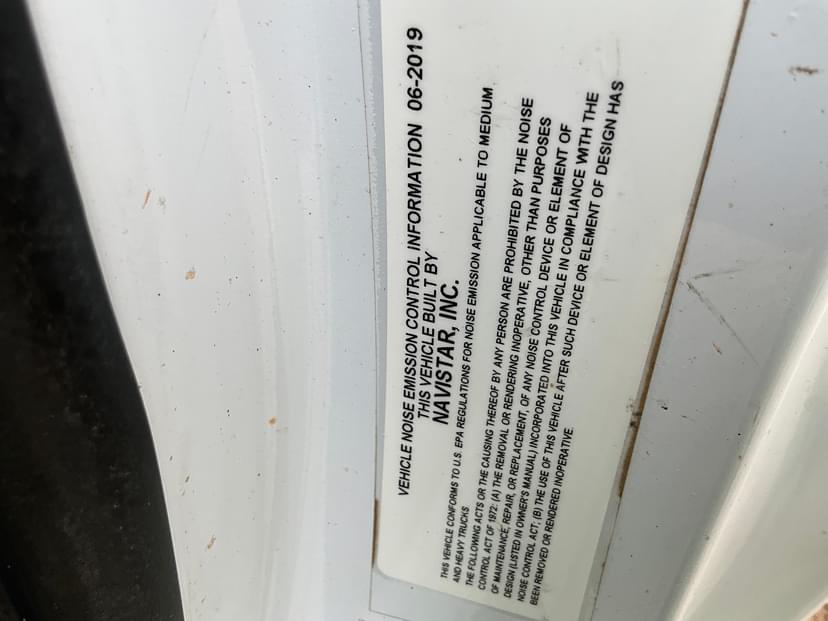 VEHICLE NOISE EMISSION CONTROL INFORMATION 06-2019
THIS VEHICLE BUILT BY
NAVISTAR, INC.
THIS VEHICLE CONFORMS TO U.S. EPA REGULATIONS FOR NOISE EMISSION APPLICABLE TO MEDIUM
AND HEAVY TRUCKS
THE FOLLOWING ACTS OR THE CAUSING THEREOF BY ANY PERSON ARE PROHIBITED BY THE NOISE
CONTROL ACT OF 1972: (A) THE REMOVAL OR RENDERING INOPERATIVE, OTHER THAN PURPOSES
OF MAINTENANCE, REPAIR, OR REPLACEMENT, OF ANY NOISE CONTROL DEVICE OR ELEMENT OF
DESIGN (LISTED IN OWNER'S MANUAL) INCORPORATED INTO THIS VEHICLE IN COMPLIANCE WITH THE
NOISE CONTROL ACT; (B) THE USE OF THIS VEHICLE AFTER SUCH DEVICE OR ELEMENT OF DESIGN HAS
BEEN REMOVED OR RENDERED INOPERATIVE.